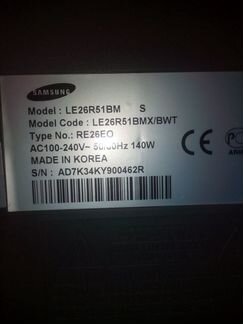 SAMSUNG
Model : LE26R51BM S
Model Code : LE26R51BMX/BWT
Type No.: RE26EO
AC100-240V~ 50/60Hz 140W
MADE IN KOREA
S/N : AD7K34KY900462R